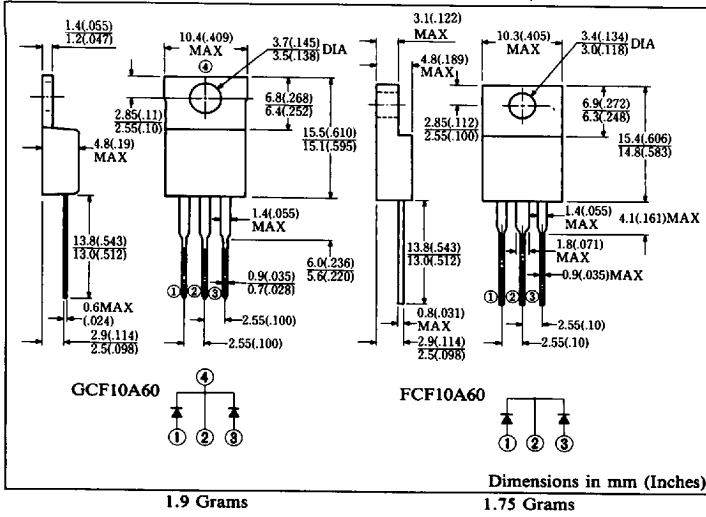 1.4(.055)
1.2(.047)
10.4(.409)
MAX
④
3.7(.145)
3.5(.138) DIA
2.85(.11)
2.55(.10)
4.8(.19)
MAX
6.8(.268)
6.4(.252)
15.5(.610)
15.1(.595)
1.4(.055)
MAX
13.8(.543)
13.0(.512)
6.0(.236)
5.6(.220)
0.9(.035)
0.7(.028)
① ② ③
0.6MAX
(.024)
2.9(.114)
2.5(.098)
2.55(.100)
2.55(.100)
GCF10A60
④
① ② ③
3.1(.122)
MAX
4.8(.189)
MAX
10.3(.405)
MAX
3.4(.134)
3.0(.118) DIA
2.85(.112)
2.55(.100)
6.9(.272)
6.3(.248)
15.4(.606)
14.8(.583)
1.4(.055)
MAX
4.1(.161)MAX
1.8(.071)
MAX
13.8(.543)
13.0(.512)
0.9(.035)MAX
① ② ③
0.8(.031)
MAX
2.9(.114)
2.5(.098)
2.55(.10)
2.55(.10)
FCF10A60
① ② ③
Dimensions in mm (Inches)
1.9 Grams
1.75 Grams